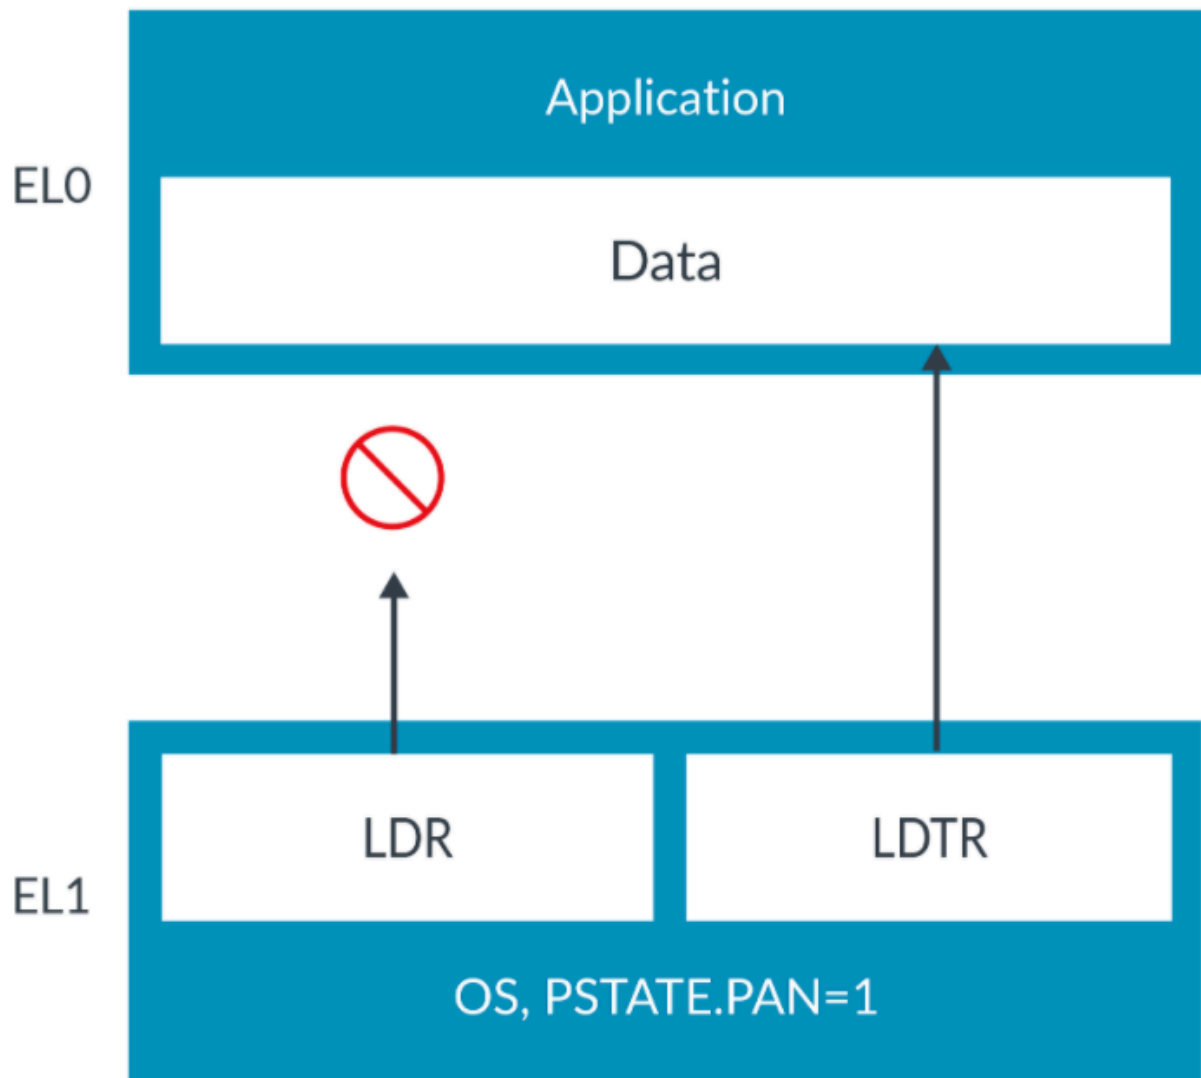 Application
EL0
Data
LDR
LDTR
EL1
OS, PSTATE.PAN=1